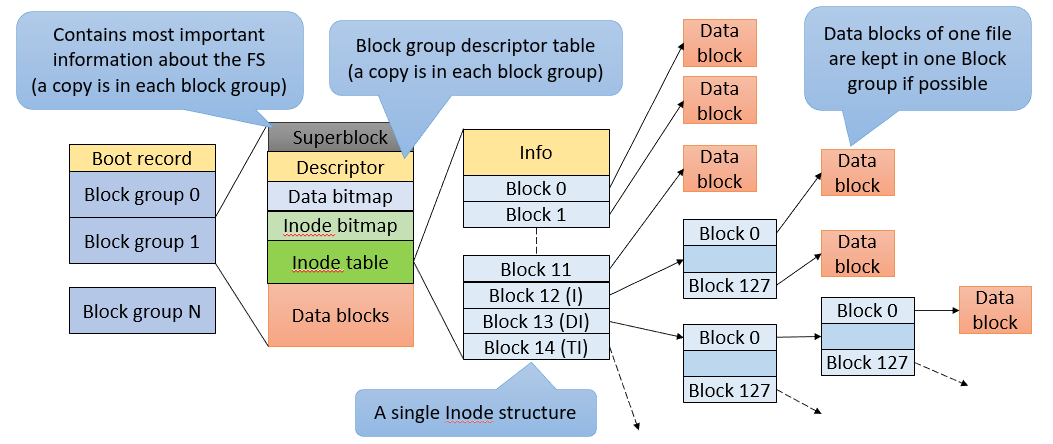 Contains most important
information about the FS
(a copy is in each block group)
Block group descriptor table
(a copy is in each block group)
Data blocks of one file
are kept in one Block
group if possible
Boot record
Block group 0
Block group 1
Block group N
Superblock
Descriptor
Data bitmap
Inode bitmap
Inode table
Data blocks
Info
Block 0
Block 1
Block 11
Block 12 (I)
Block 13 (DI)
Block 14 (TI)
A single Inode structure
Data
block
Data
block
Data
block
Block 0
Block 127
Data
block
Data
block
Block 0
Block 127
Block 0
Block 127
Data
block